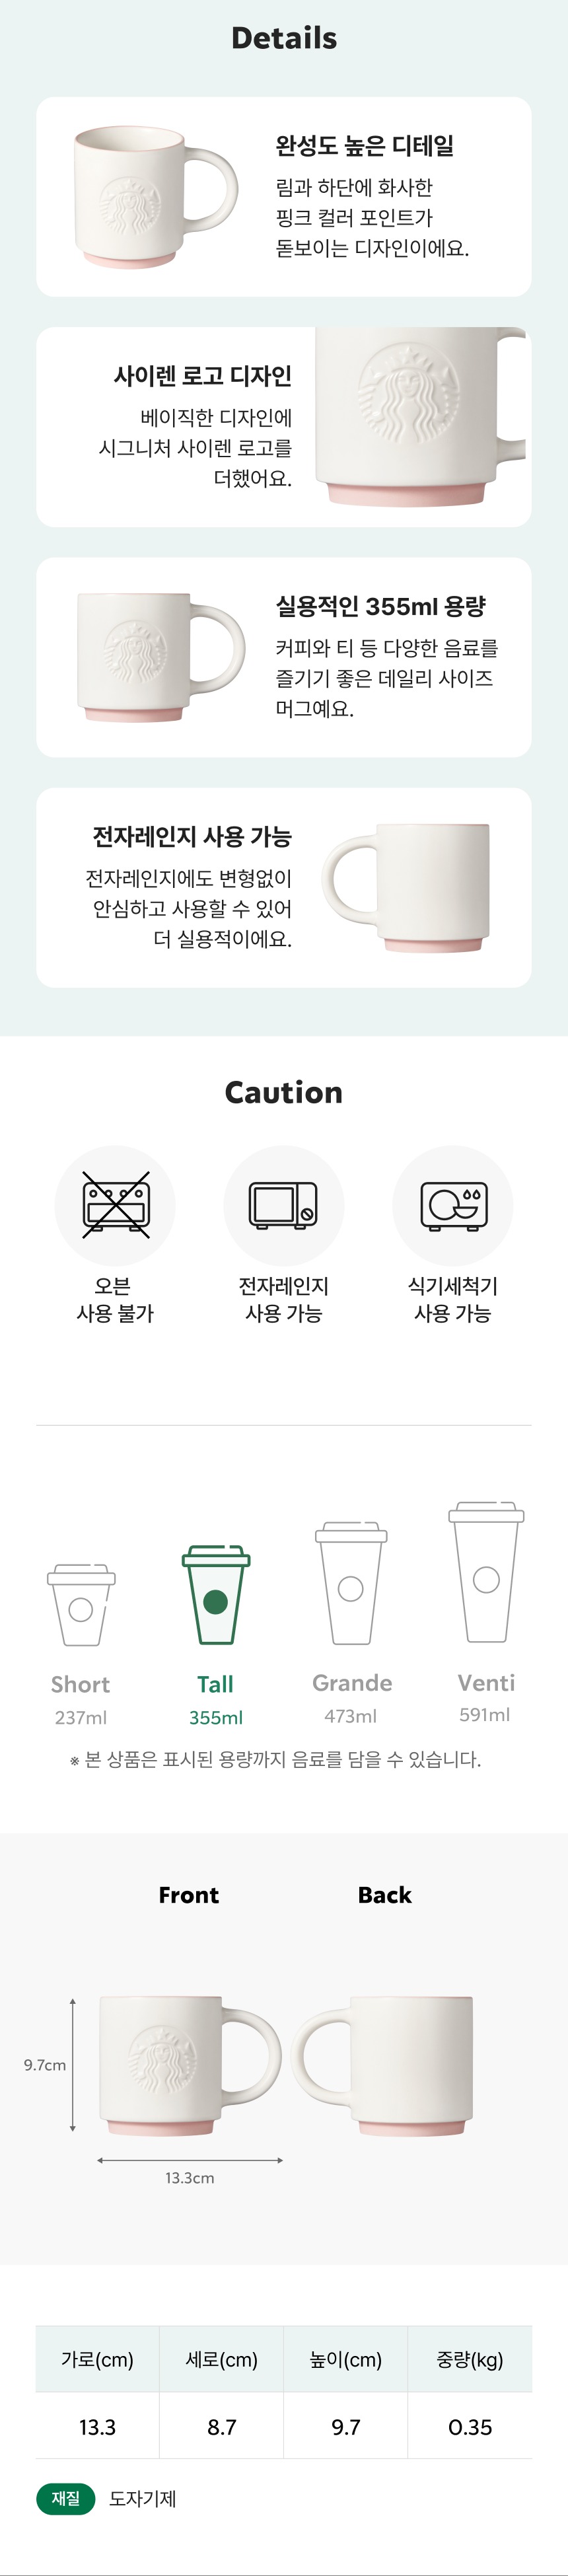 Details
완성도 높은 디테일
림과 하단에 화사한
핑크 컬러 포인트가
돋보이는 디자인이에요.
사이렌 로고 디자인
베이직한 디자인에
시그니처 사이렌 로고를
더했어요.
실용적인 355ml 용량
커피와 티 등 다양한 음료를
즐기기 좋은 데일리 사이즈
머그예요.
전자레인지 사용 가능
전자레인지에도 변형없이
안심하고 사용할 수 있어
더 실용적이에요.
Caution
오븐
사용 불가
전자레인지
사용 가능
식기세척기
사용 가능
Short
237ml
Tall
355ml
Grande
473ml
Venti
591ml
※ 본 상품은 표시된 용량까지 음료를 담을 수 있습니다.
Front
Back
9.7cm
13.3cm
가로(cm) 세로(cm) 높이(cm) 중량(kg)
13.3 8.7 9.7 0.35
재질 도자기제